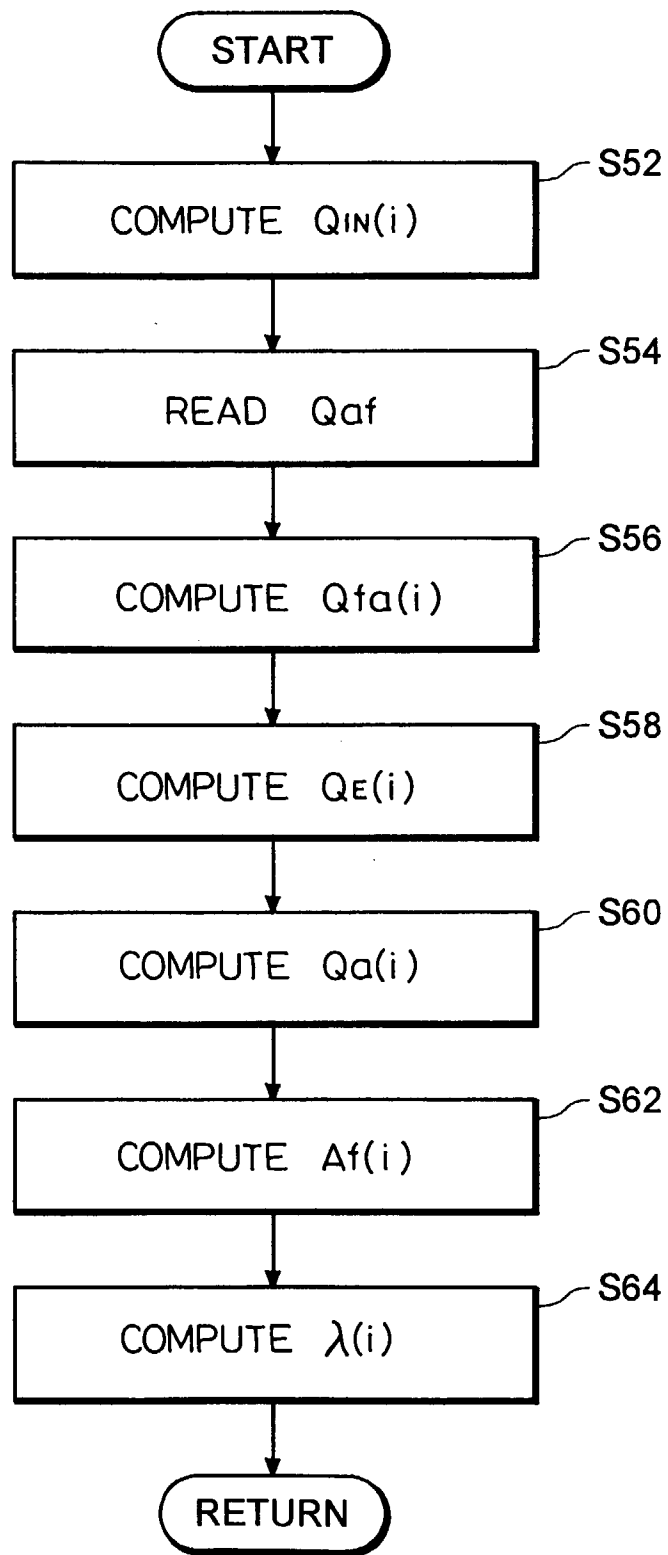 START
S52
COMPUTE QIN(i)
S54
READ Qaf
S56
COMPUTE Qfa(i)
S58
COMPUTE QE(i)
S60
COMPUTE Qa(i)
S62
COMPUTE Af(i)
S64
COMPUTE λ(i)
RETURN